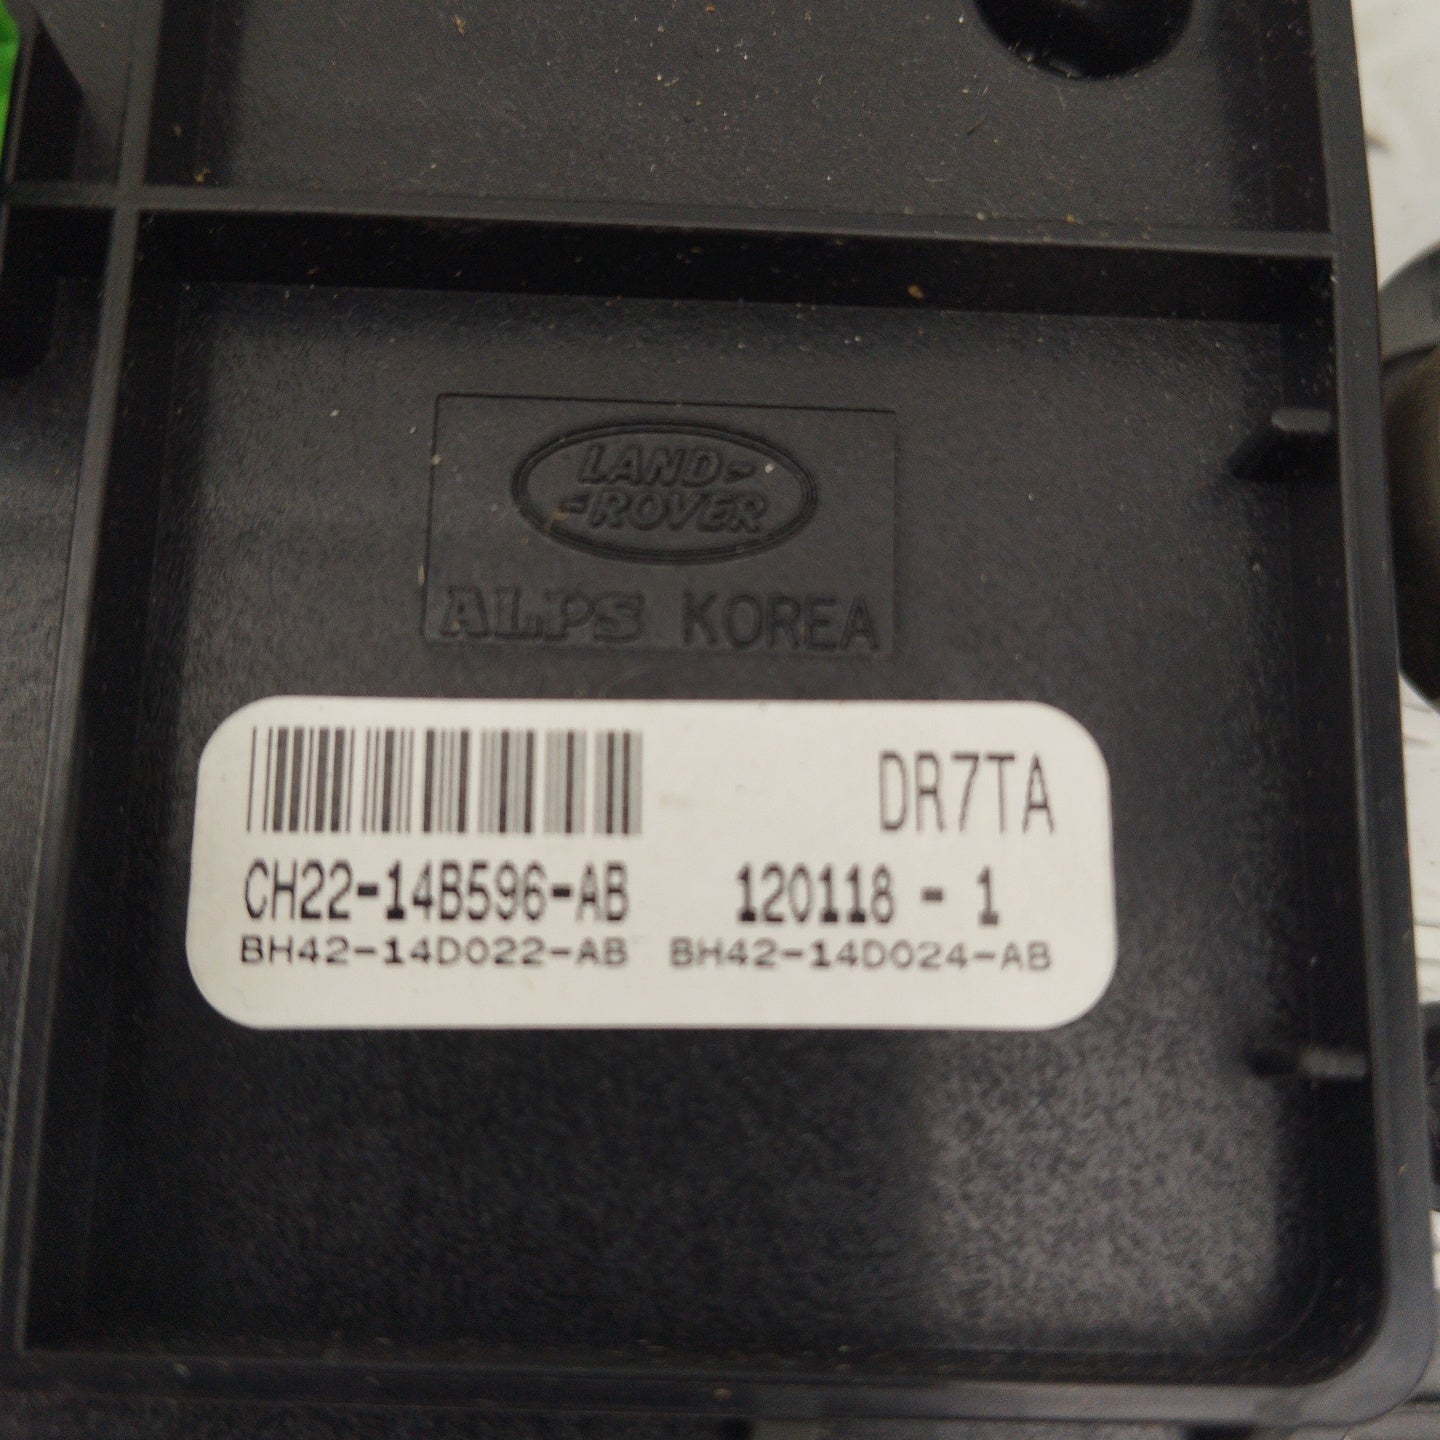 LAND
ROVER
ALPS KOREA
DR7TA
CH22-14B596-AB 120118 - 1
BH42-14D022-AB BH42-14D024-AB